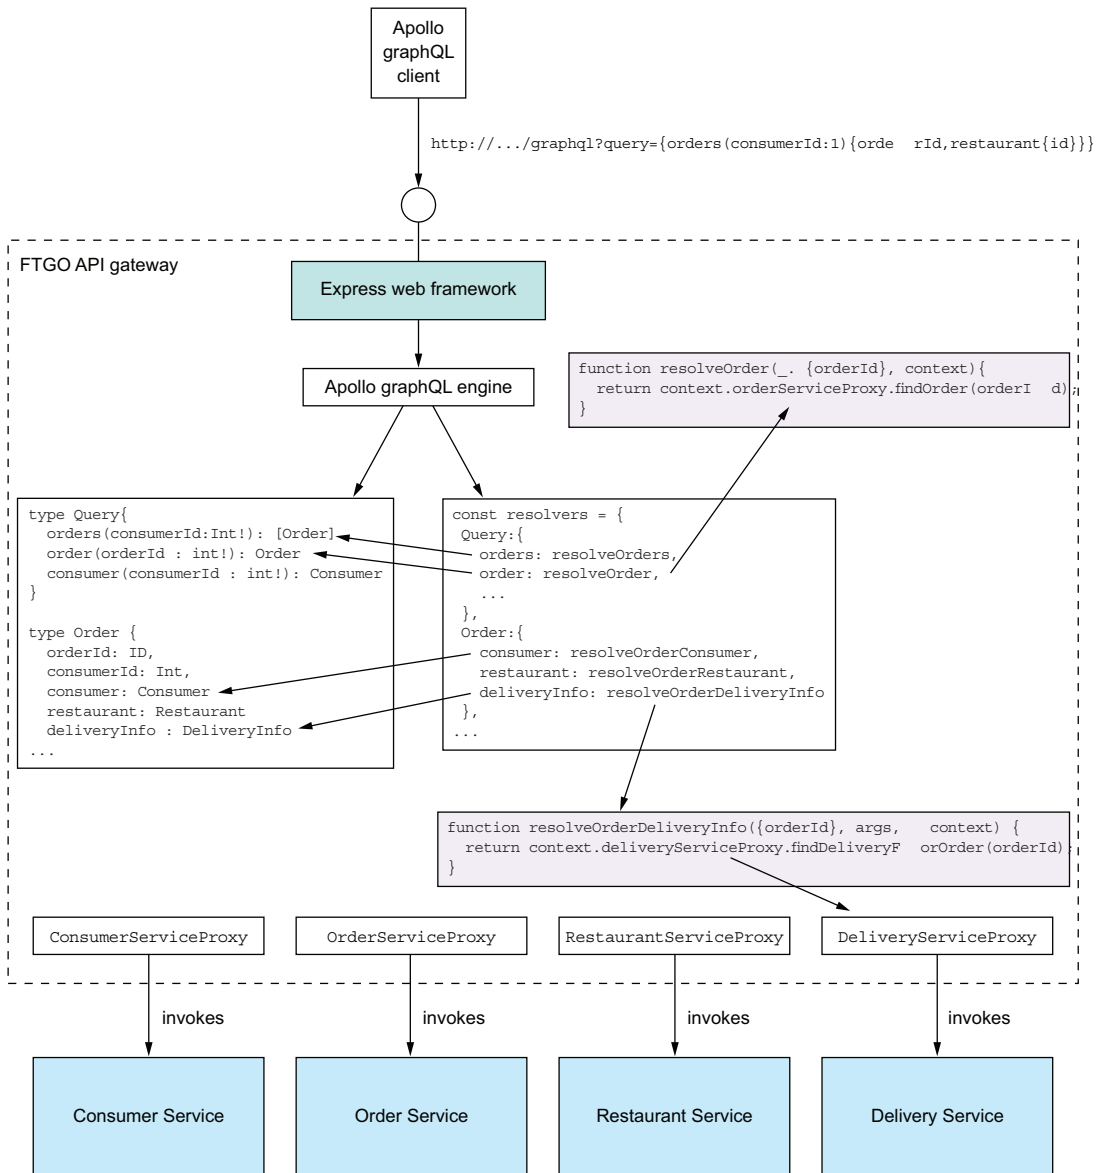 Apollo
graphQL
client
http://.../graphql?query={orders(consumerId:1){orde rId,restaurant{id}}}
FTGO API gateway
Express web framework
Apollo graphQL engine
function resolveOrder(_. {orderId}, context){
return context.orderServiceProxy.findOrder(orderI d);
}
type Query{
orders(consumerId:Int!): [Order]
order(orderId : int!): Order
consumer(consumerId : int!): Consumer
}
type Order {
orderId: ID,
consumerId: Int,
consumer: Consumer
restaurant: Restaurant
deliveryInfo : DeliveryInfo
...
const resolvers = {
Query:{
orders: resolveOrders,
order: resolveOrder,
...
},
Order:{
consumer: resolveOrderConsumer,
restaurant: resolveOrderRestaurant,
deliveryInfo: resolveOrderDeliveryInfo
},
...
function resolveOrderDeliveryInfo({orderId}, args, context) {
return context.deliveryServiceProxy.findDeliveryF orOrder(orderId);
}
ConsumerServiceProxy
OrderServiceProxy
RestaurantServiceProxy
DeliveryServiceProxy
invokes
invokes
invokes
invokes
Consumer Service
Order Service
Restaurant Service
Delivery Service